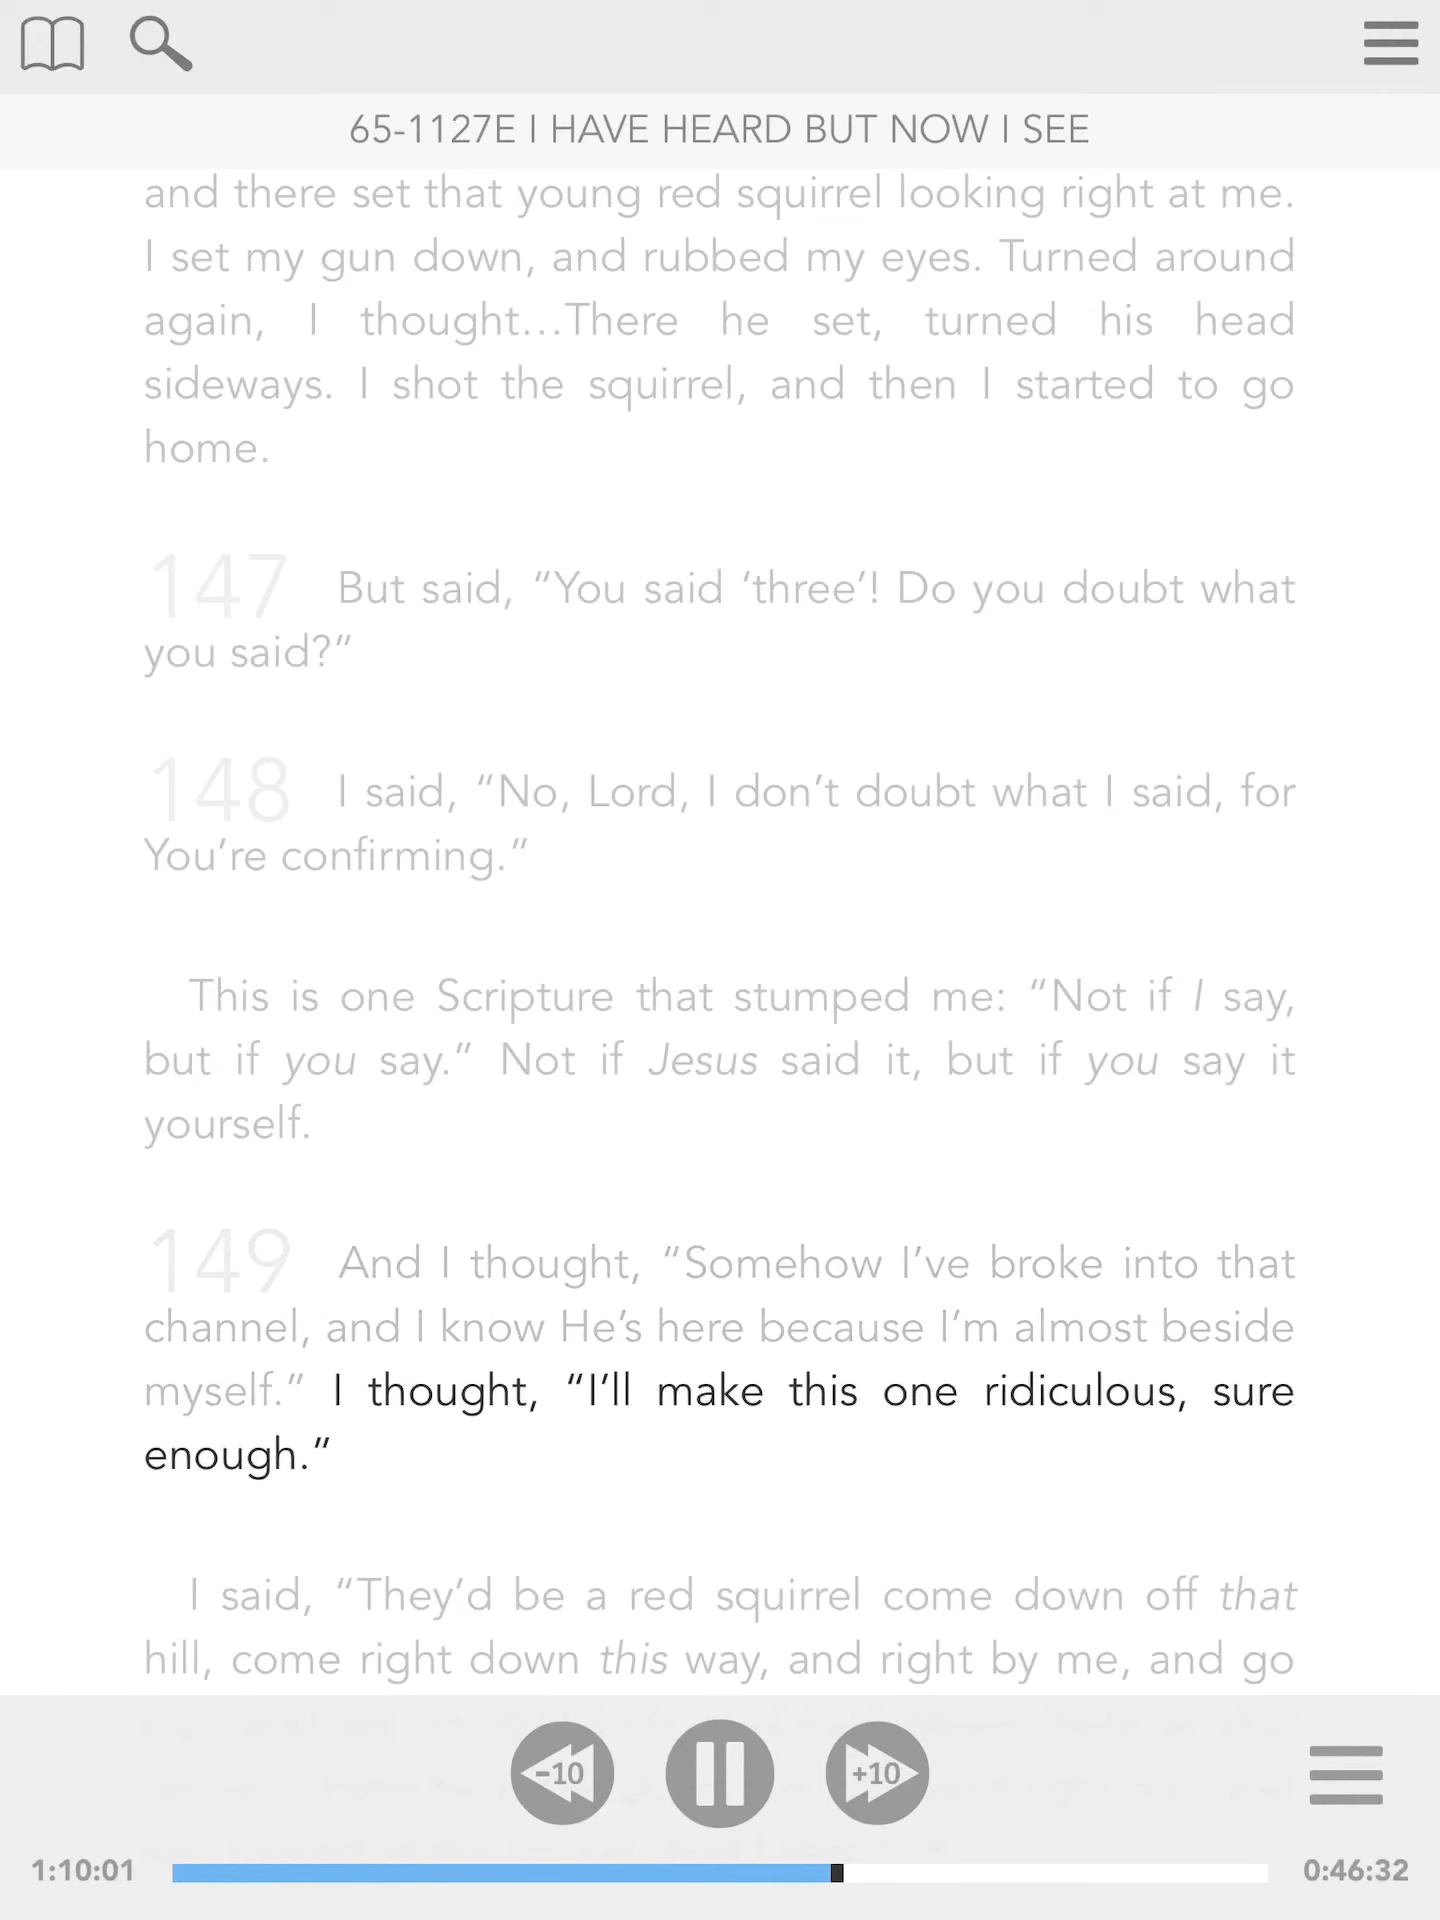 65-1127E I HAVE HEARD BUT NOW I SEE
and there set that young red squirrel looking right at me.
I set my gun down, and rubbed my eyes. Turned around
again, I thought…There he set, turned his head
sideways. I shot the squirrel, and then I started to go
home.
147 But said, “You said ‘three’! Do you doubt what
you said?”
148 I said, “No, Lord, I don’t doubt what I said, for
You’re confirming.”
This is one Scripture that stumped me: “Not if I say,
but if you say.” Not if Jesus said it, but if you say it
yourself.
149 And I thought, “Somehow I’ve broke into that
channel, and I know He’s here because I’m almost beside
myself.” I thought, “I’ll make this one ridiculous, sure
enough.”
I said, “They’d be a red squirrel come down off that
hill, come right down this way, and right by me, and go
-10 +10
1:10:01 0:46:32